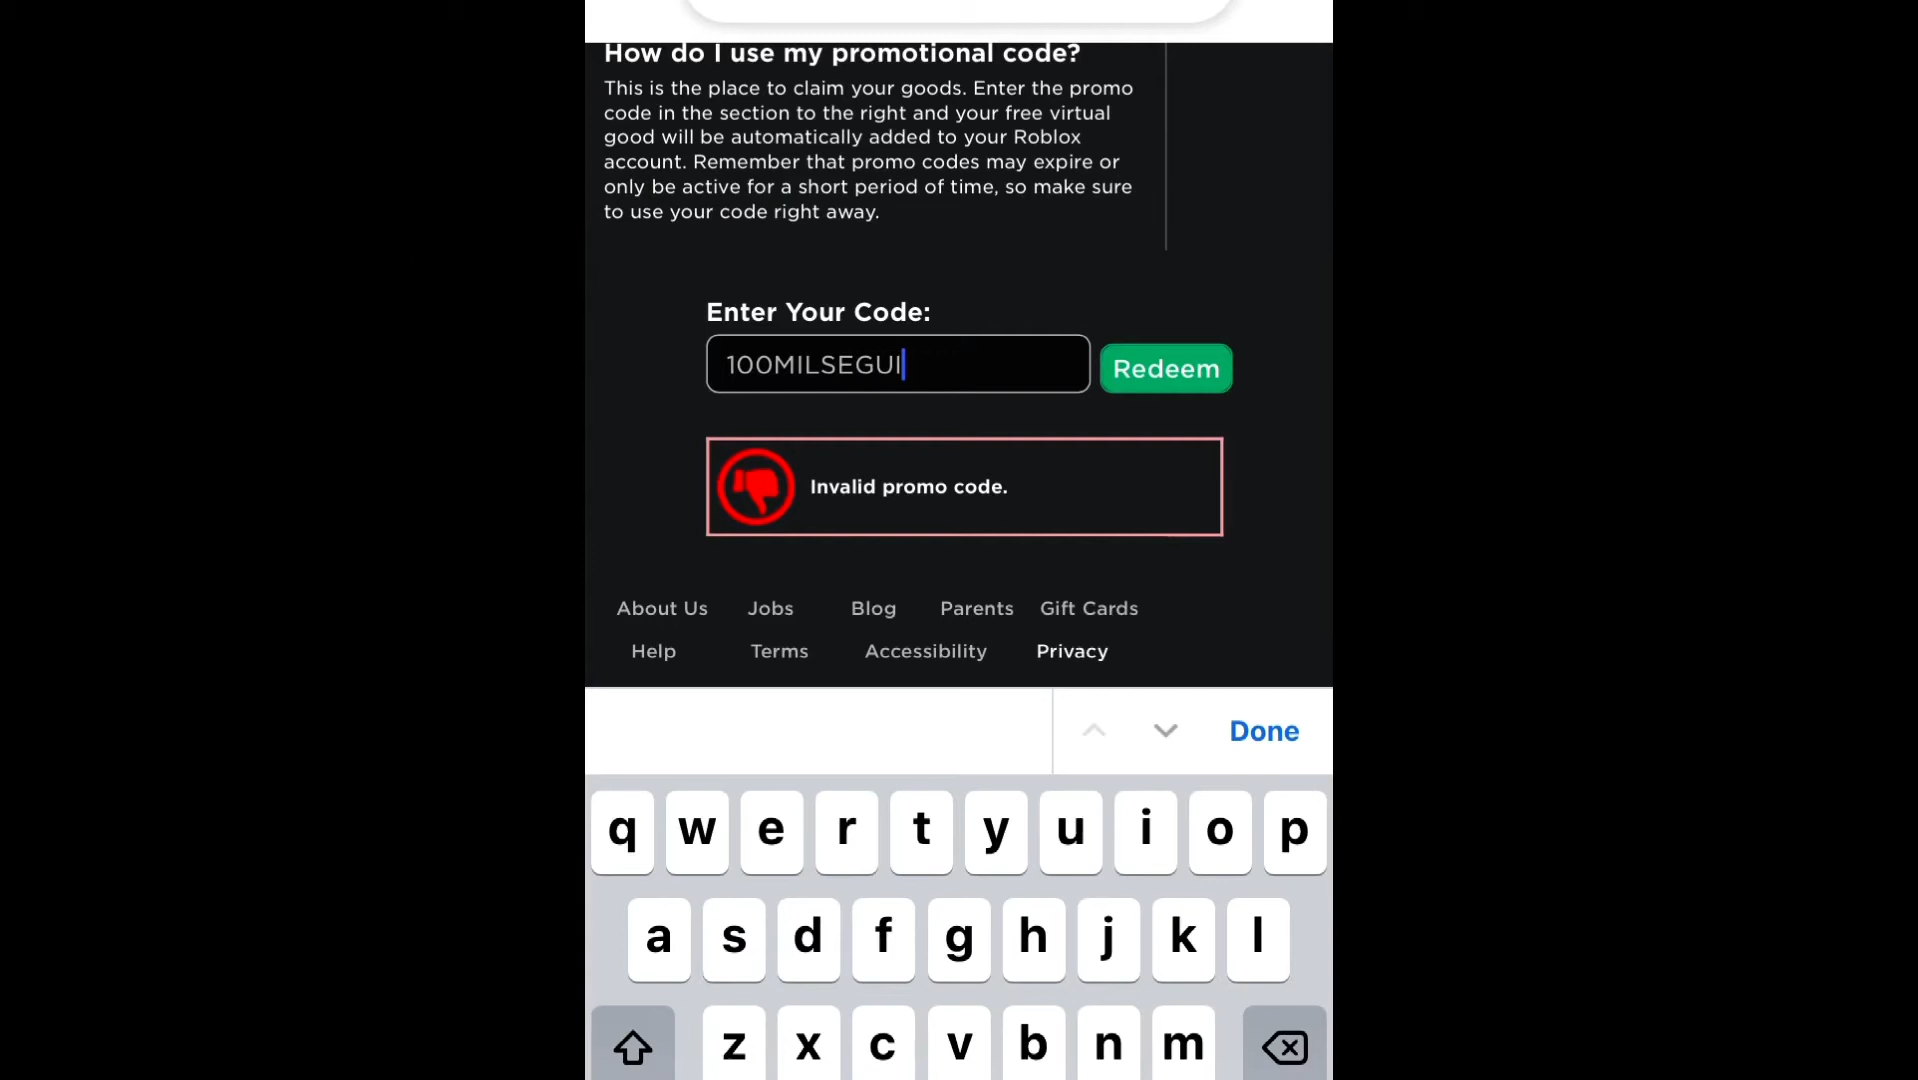 How do I use my promotional code?
This is the place to claim your goods. Enter the promo
code in the section to the right and your free virtual
good will be automatically added to your Roblox
account. Remember that promo codes may expire or
only be active for a short period of time, so make sure
to use your code right away.
Enter Your Code:
100MILSEGUI
Redeem
Invalid promo code.
About Us Jobs Blog Parents Gift Cards
Help Terms Accessibility Privacy
Done
q w e r t y u i o p
a s d f g h j k l
z x c v b n m